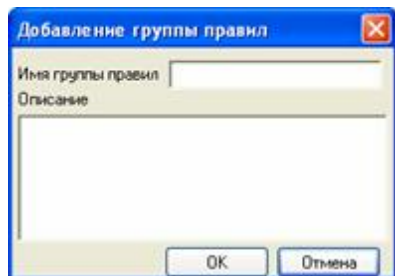 Добавление группы правил
Имя группы правил
Описание
OK
Отмена